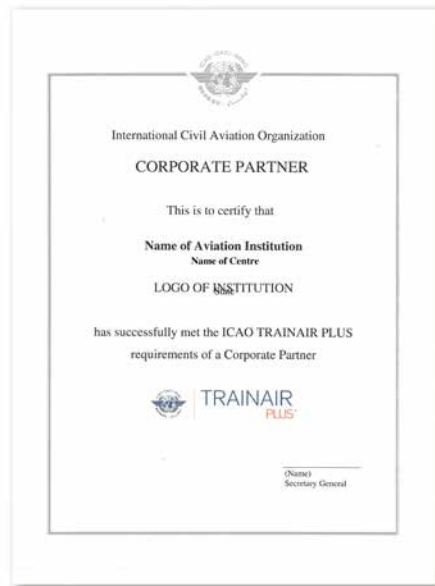 International Civil Aviation Organization
CORPORATE PARTNER
This is to certify that
Name of Aviation Institution
Name of Centre
LOGO OF INSTITUTION
has successfully met the ICAO TRAINAIR PLUS
requirements of a Corporate Partner
TRAINAIR
PLUS
(Name)
Secretary General